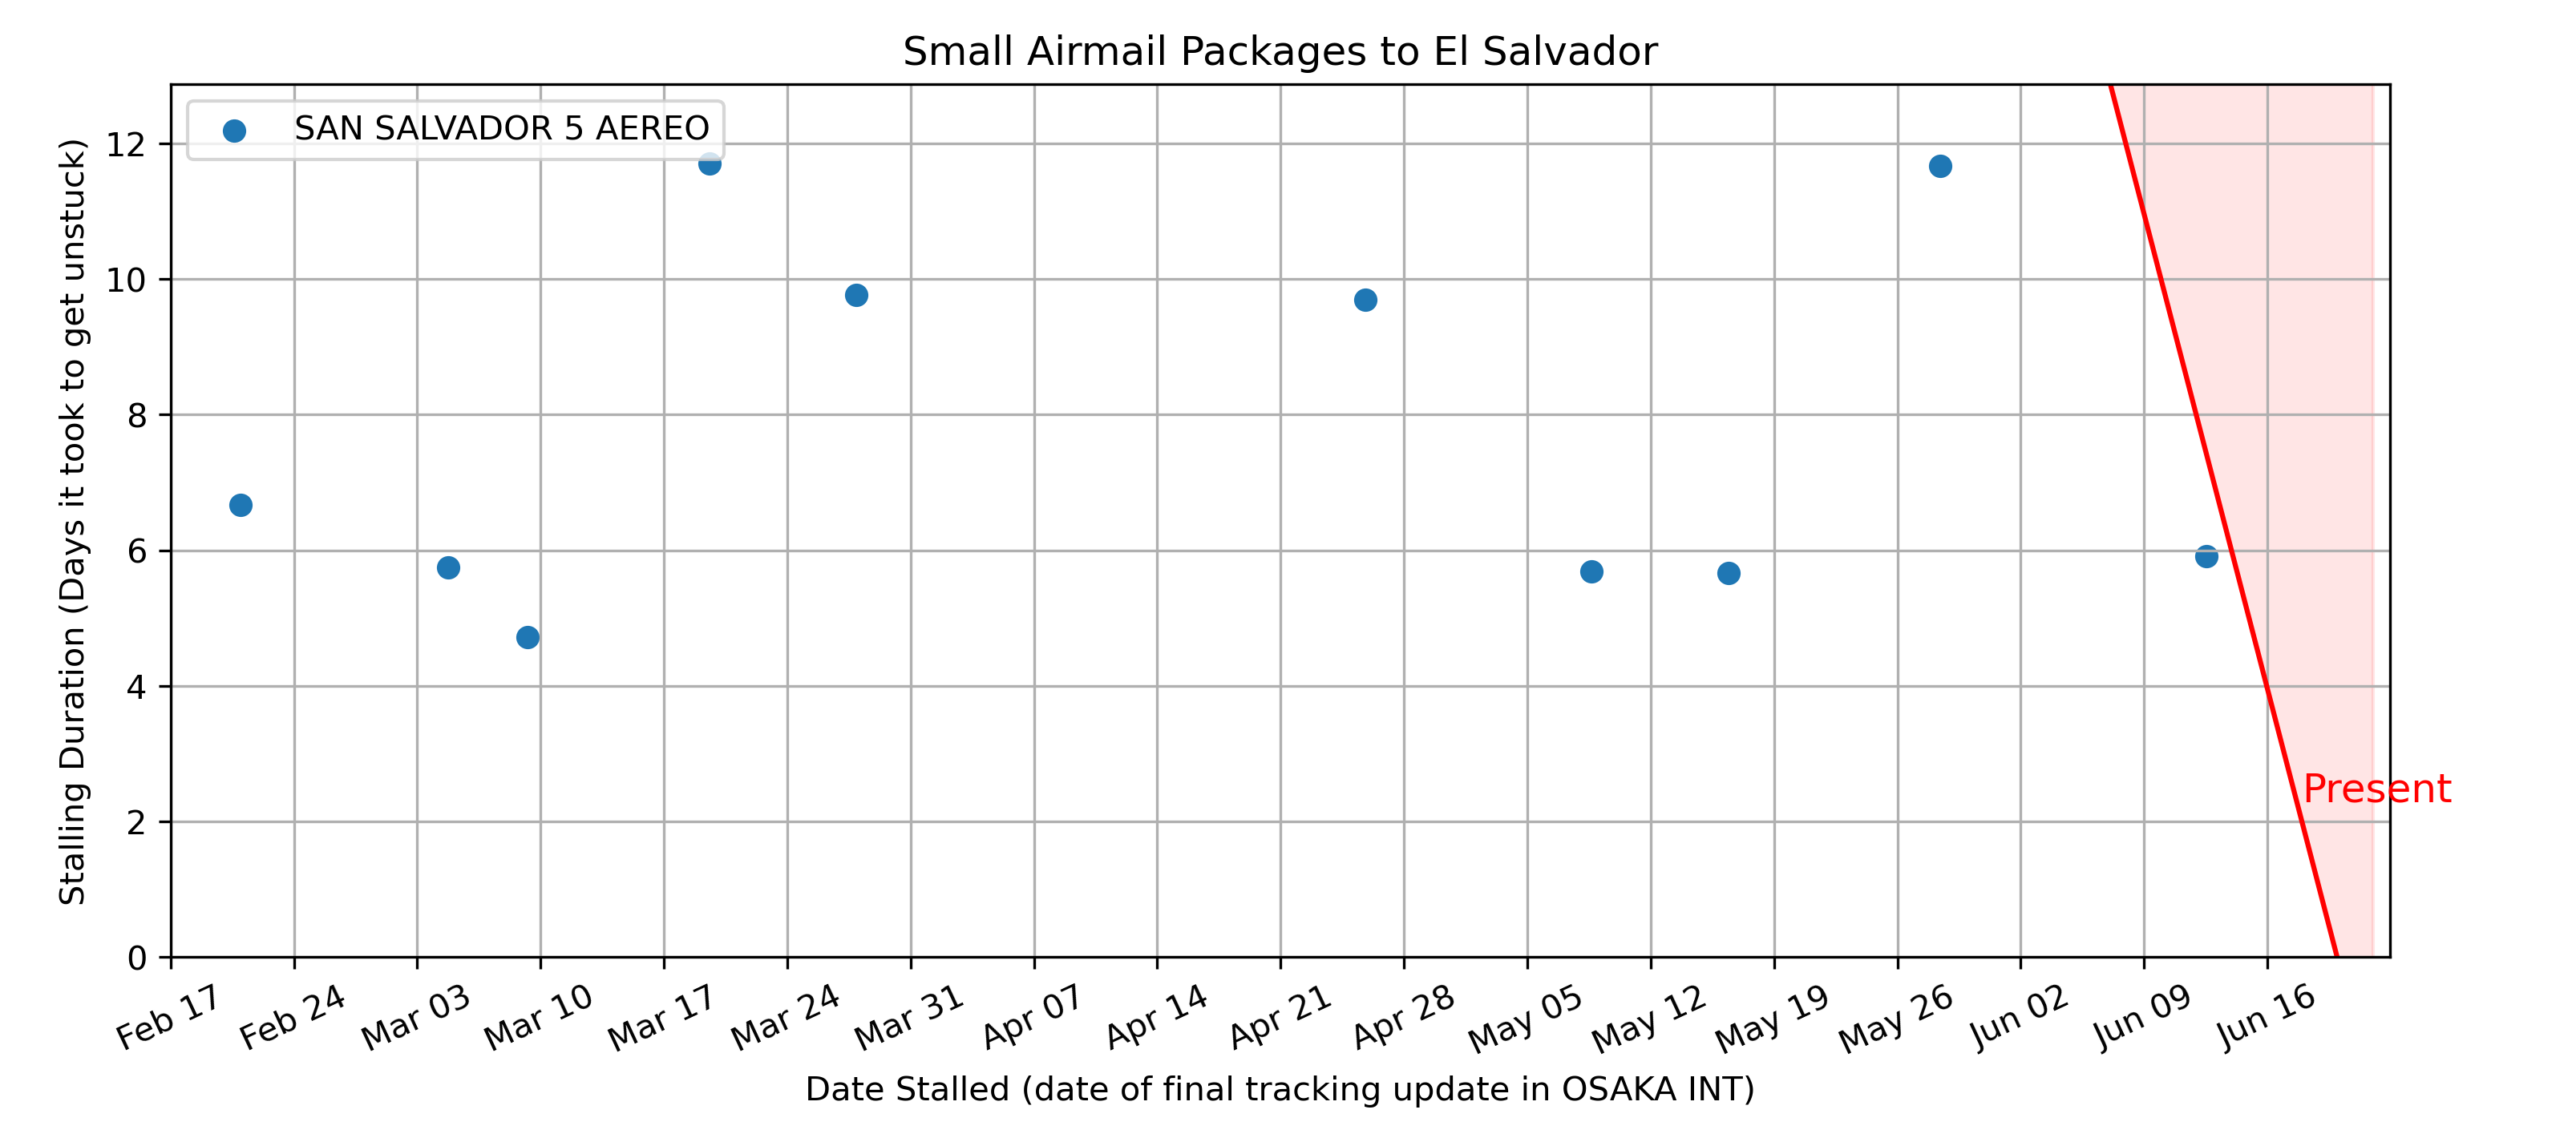 Small Airmail Packages to El Salvador
SAN SALVADOR 5 AEREO
Stalling Duration (Days it took to get unstuck)
12
10
8
6
4
2
0
Present
Feb 17
Feb 24
Mar 03
Mar 10
Mar 17
Mar 24
Mar 31
Apr 07
Apr 14
Apr 21
Apr 28
May 05
May 12
May 19
May 26
Jun 02
Jun 09
Jun 16
Date Stalled (date of final tracking update in OSAKA INT)